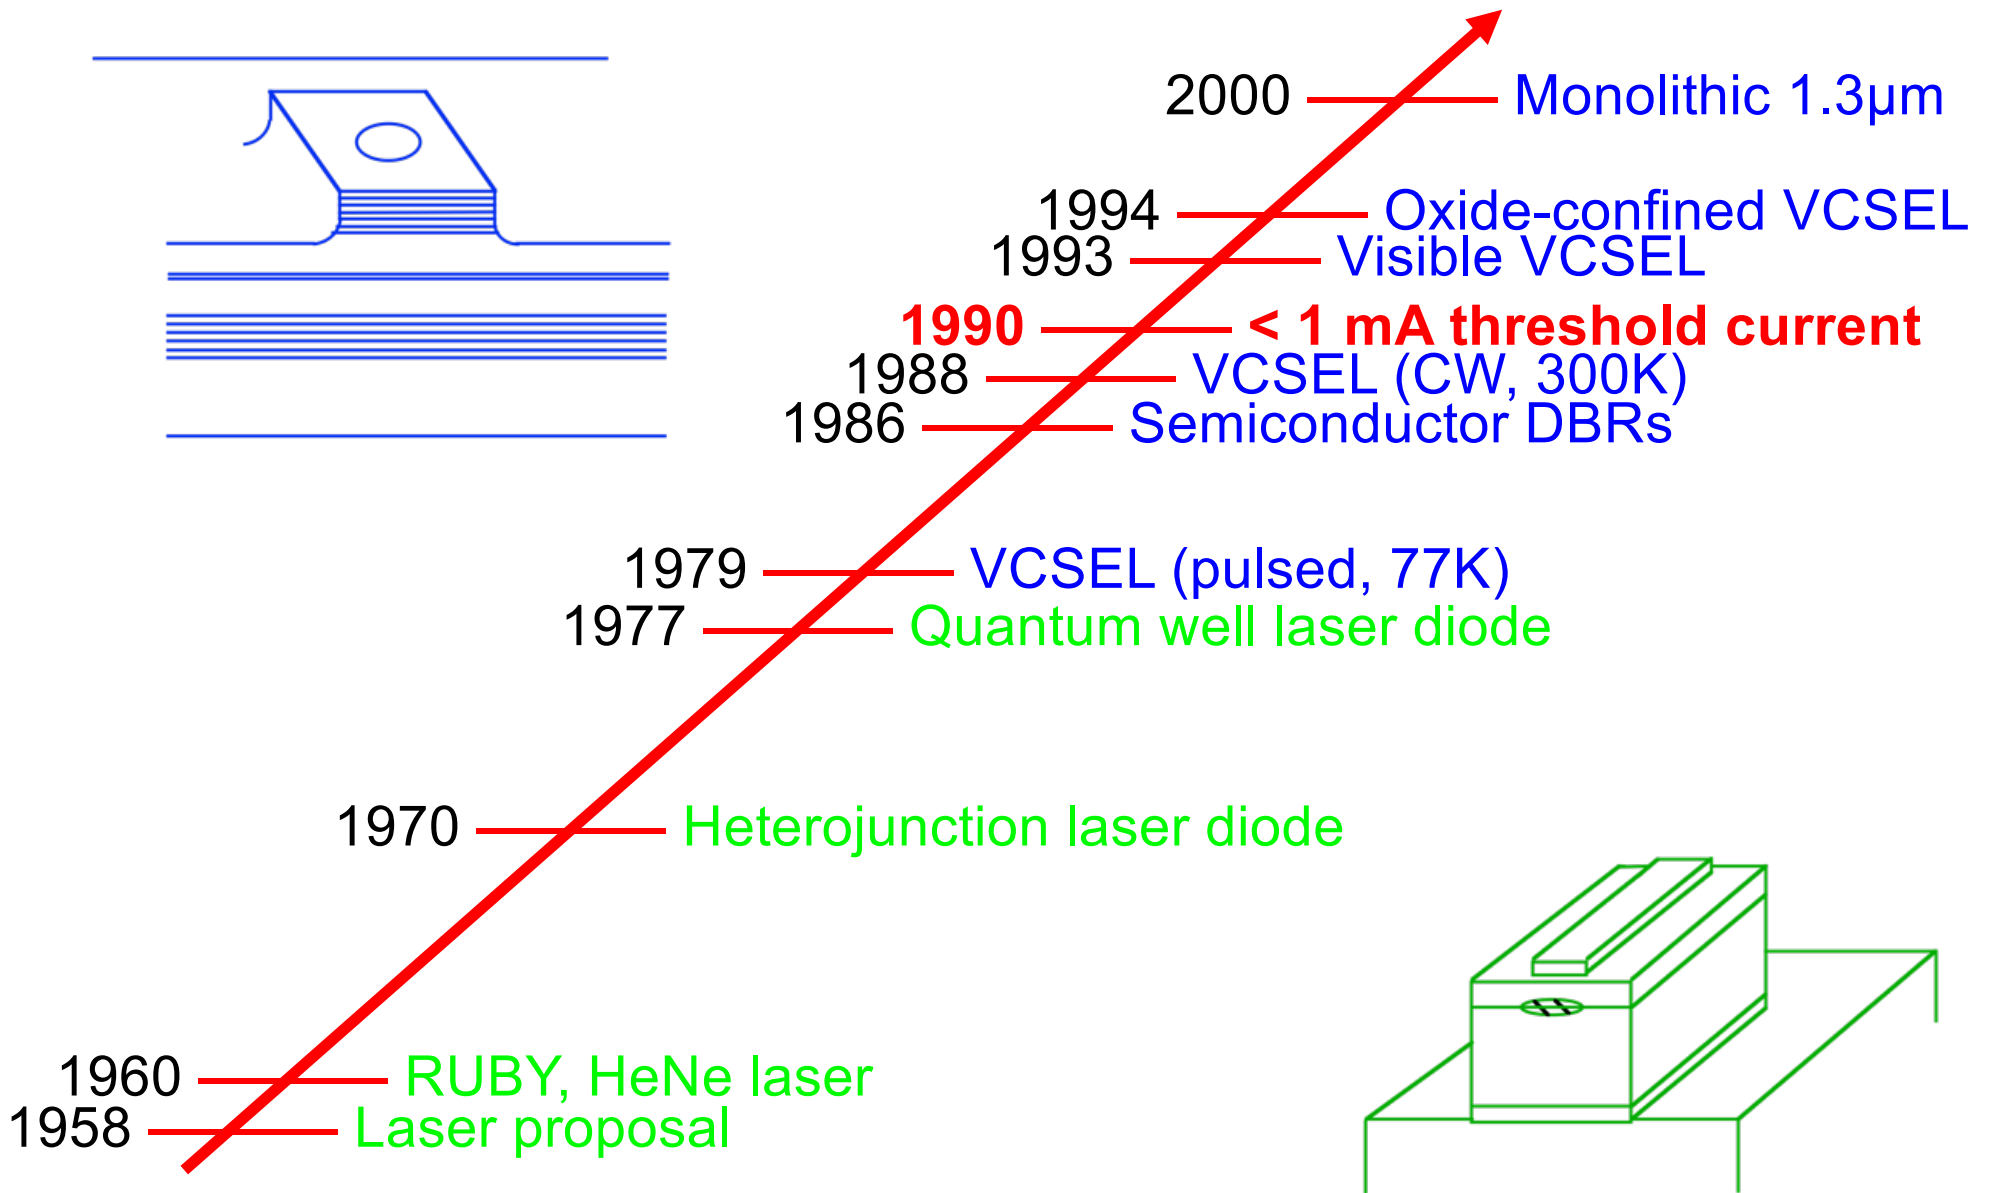 2000 Monolithic 1.3µm
1994 Oxide-confined VCSEL
1993 Visible VCSEL
1990 < 1 mA threshold current
1988 VCSEL (CW, 300K)
1986 Semiconductor DBRs
1979 VCSEL (pulsed, 77K)
1977 Quantum well laser diode
1970 Heterojunction laser diode
1960 RUBY, HeNe laser
1958 Laser proposal